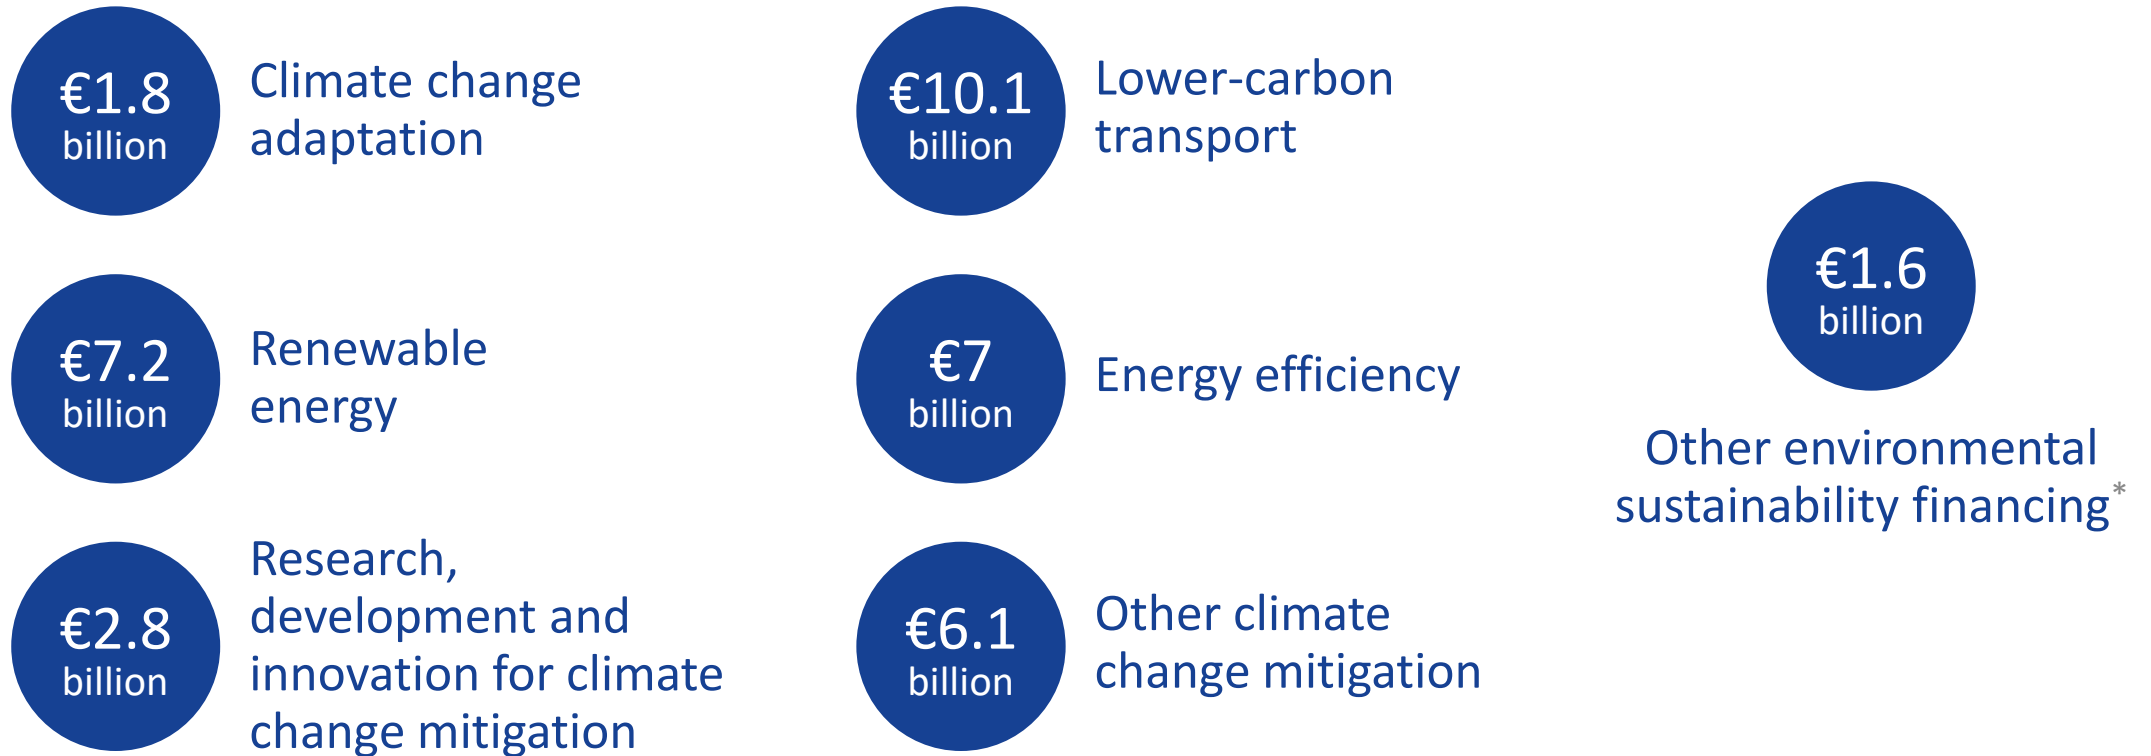 €1.8
billion
Climate change
adaptation
€10.1
billion
Lower-carbon
transport
€7.2
billion
Renewable
energy
€7
billion
Energy efficiency
€2.8
billion
Research,
development and
innovation for climate
change mitigation
€6.1
billion
Other climate
change mitigation
€1.6
billion
Other environmental
sustainability financing*